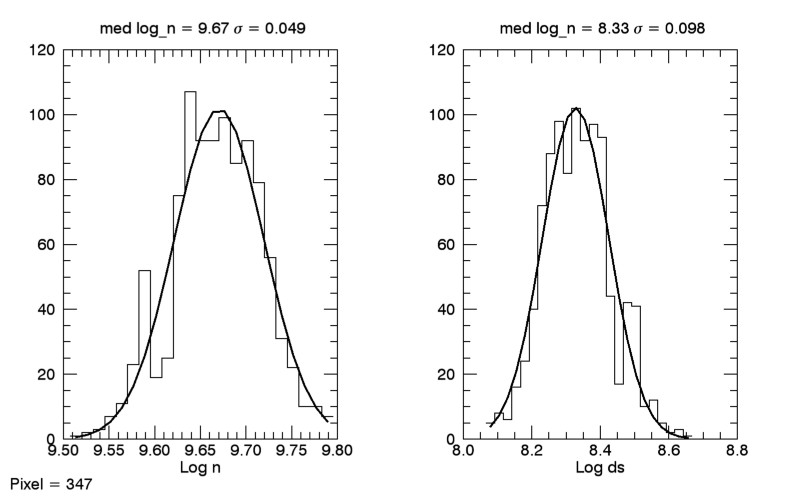 med log_n = 9.67 σ = 0.049
120
100
80
60
40
20
0
9.50 9.55 9.60 9.65 9.70 9.75 9.80
Log n
med log_n = 8.33 σ = 0.098
120
100
80
60
40
20
0
8.0 8.2 8.4 8.6 8.8
Log ds
Pixel = 347